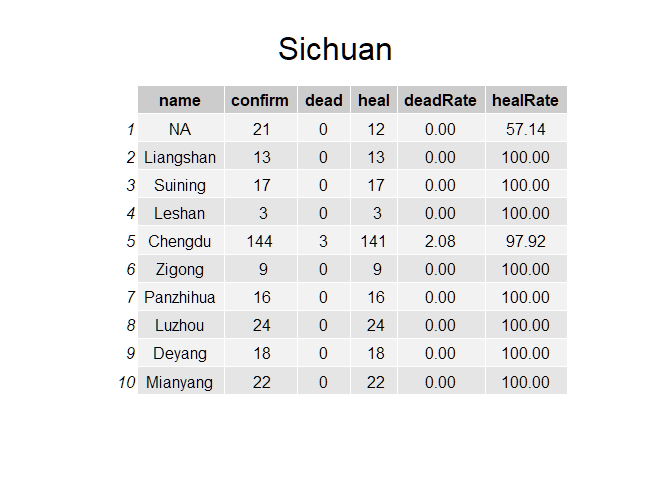 Sichuan
name confirm dead heal deadRate healRate
1 NA 21 0 12 0.00 57.14
2 Liangshan 13 0 13 0.00 100.00
3 Suining 17 0 17 0.00 100.00
4 Leshan 3 0 3 0.00 100.00
5 Chengdu 144 3 141 2.08 97.92
6 Zigong 9 0 9 0.00 100.00
7 Panzhihua 16 0 16 0.00 100.00
8 Luzhou 24 0 24 0.00 100.00
9 Deyang 18 0 18 0.00 100.00
10 Mianyang 22 0 22 0.00 100.00